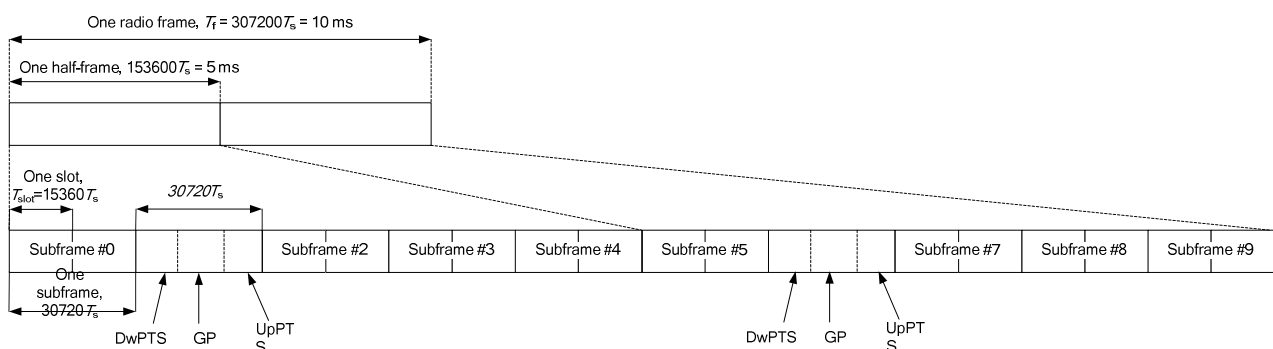 One radio frame, Tf = 307200Ts = 10 ms
One half-frame, 153600Ts = 5 ms
One slot,
Tslot=15360Ts
30720Ts
Subframe #0
Subframe #2
Subframe #3
Subframe #4
Subframe #5
Subframe #7
Subframe #8
Subframe #9
One
subframe,
30720Ts
DwPTS
GP
UpPT
S
DwPTS
GP
UpPT
S